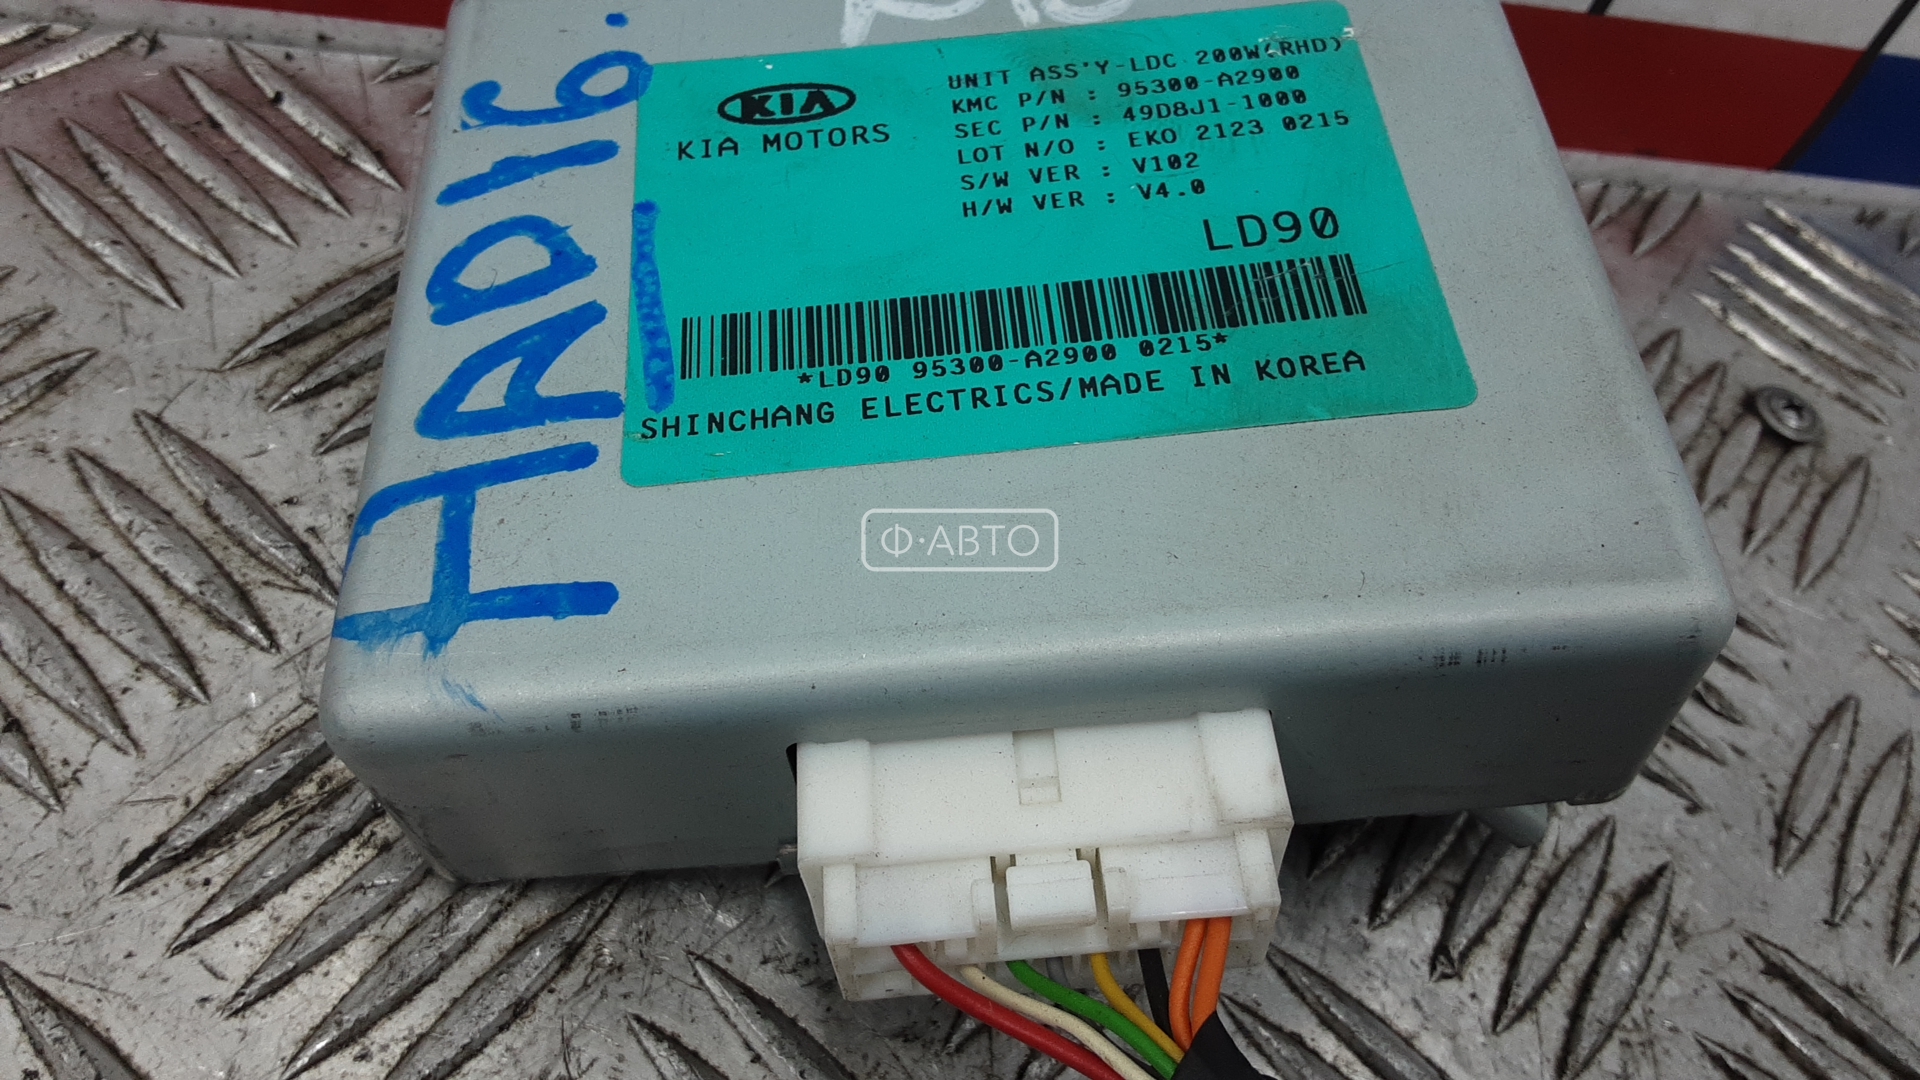 UNIT ASS'Y-LDC 200W(RHD)
KMC P/N : 95300-A2900
SEC P/N : 49D8J1-1000
LOT N/O : EKO 2123 0215
S/W VER : V102
H/W VER : V4.0
KIA
KIA MOTORS
LD90
*LD90 95300-A2900 0215*
SHINCHANG ELECTRICS/MADE IN KOREA
HAD16.
Ф·АВТО